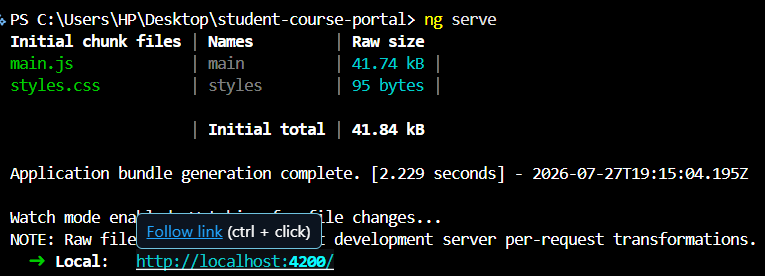 PS C:\Users\HP\Desktop\student-course-portal> ng serve
Initial chunk files | Names | Raw size
main.js | main | 41.74 kB |
styles.css | styles | 95 bytes |
| Initial total | 41.84 kB
Application bundle generation complete. [2.229 seconds] - 2026-07-27T19:15:04.195Z
Watch mode file changes...
NOTE: Raw file development server per-request transformations.
Follow link (ctrl + click)
➜ Local: http://localhost:4200/